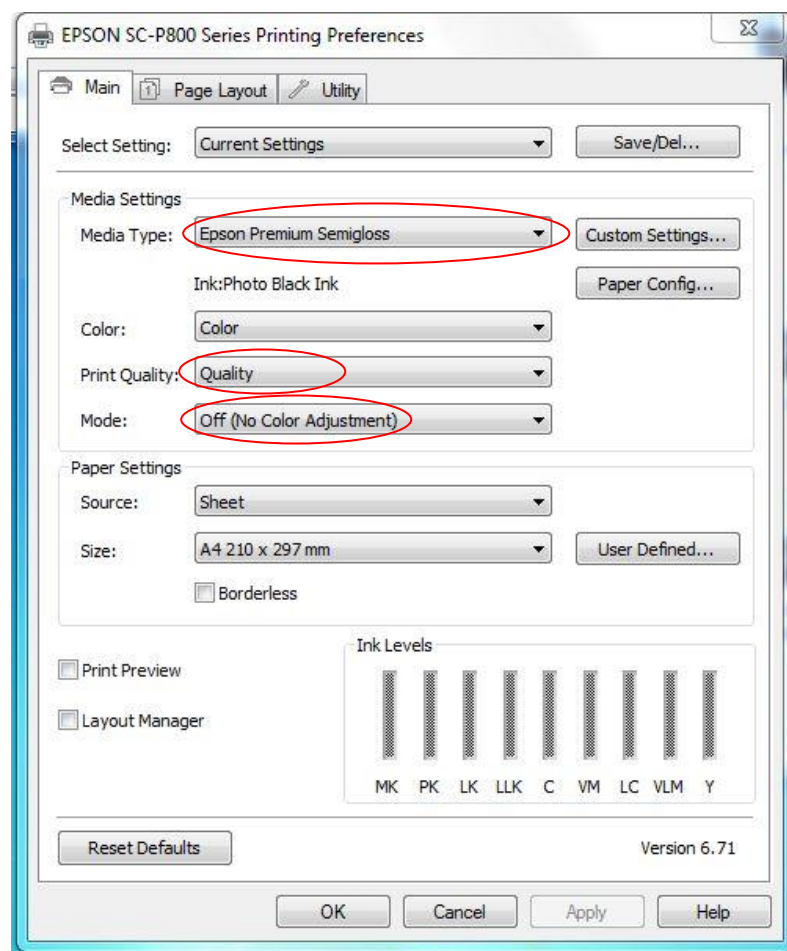 EPSON SC-P800 Series Printing Preferences
Main
1
Page Layout
Utility
Select Setting: Current Settings Save/Del...
Media Settings
Media Type: Epson Premium Semigloss Custom Settings...
Ink:Photo Black Ink Paper Config...
Color: Color
Print Quality: Quality
Mode: Off (No Color Adjustment)
Paper Settings
Source: Sheet
Size: A4 210 x 297 mm User Defined...
Borderless
Print Preview
Layout Manager
Ink Levels
MK PK LK LLK C VM LC VLM Y
Reset Defaults Version 6.71
OK Cancel Apply Help